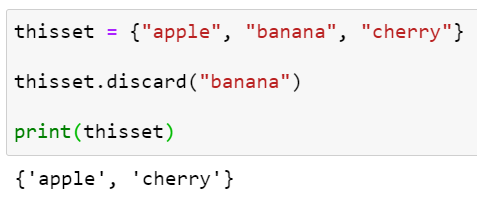 thisset = {"apple", "banana", "cherry"}
thisset.discard("banana")
print(thisset)
{'apple', 'cherry'}